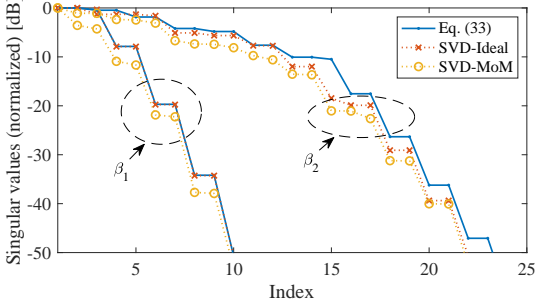 Singular values (normalized) [dB]
0
-10
-20
-30
-40
-50
5
10
15
20
25
Index
Eq. (33)
SVD-Ideal
SVD-MoM
β1
β2